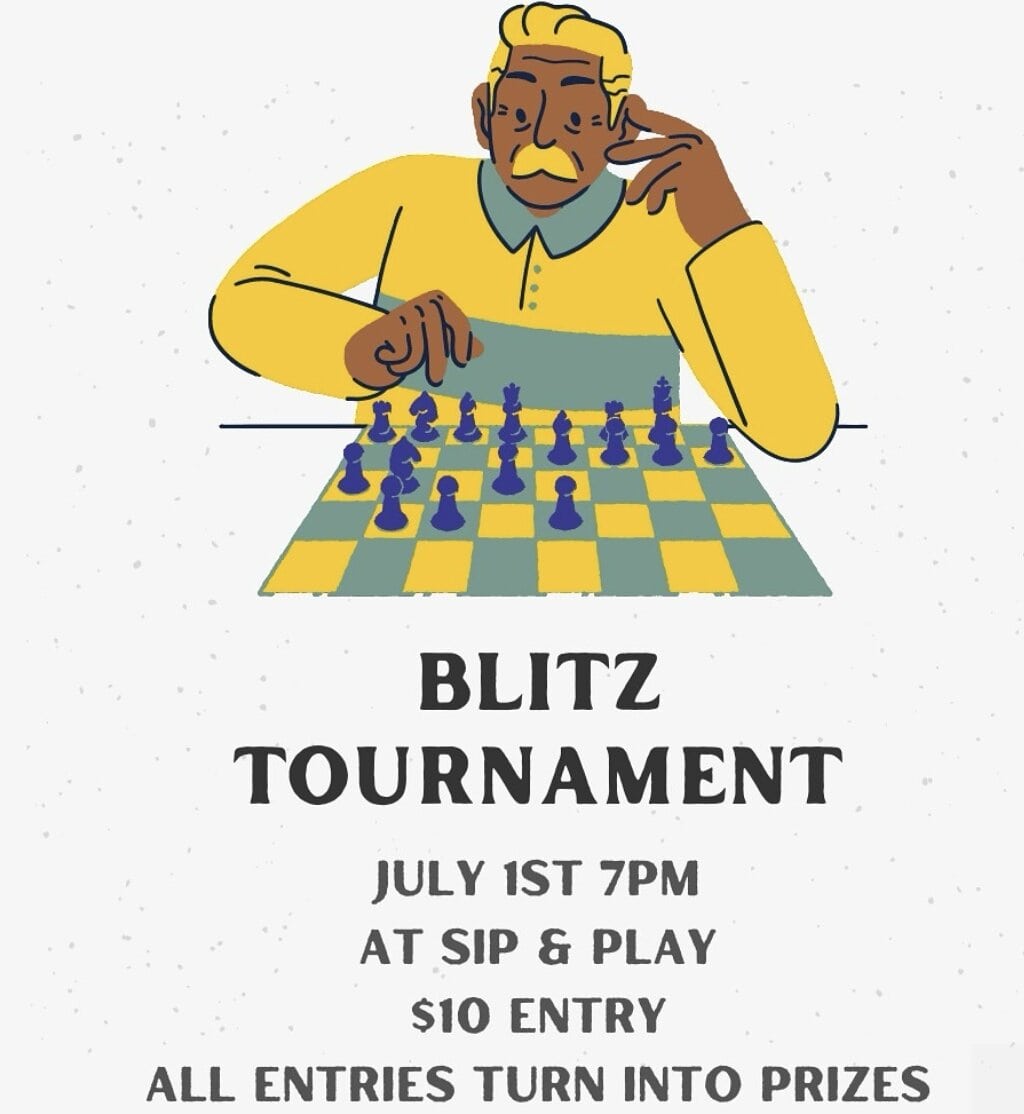 BLITZ
TOURNAMENT
JULY 1ST 7PM
AT SIP & PLAY
$10 ENTRY
ALL ENTRIES TURN INTO PRIZES